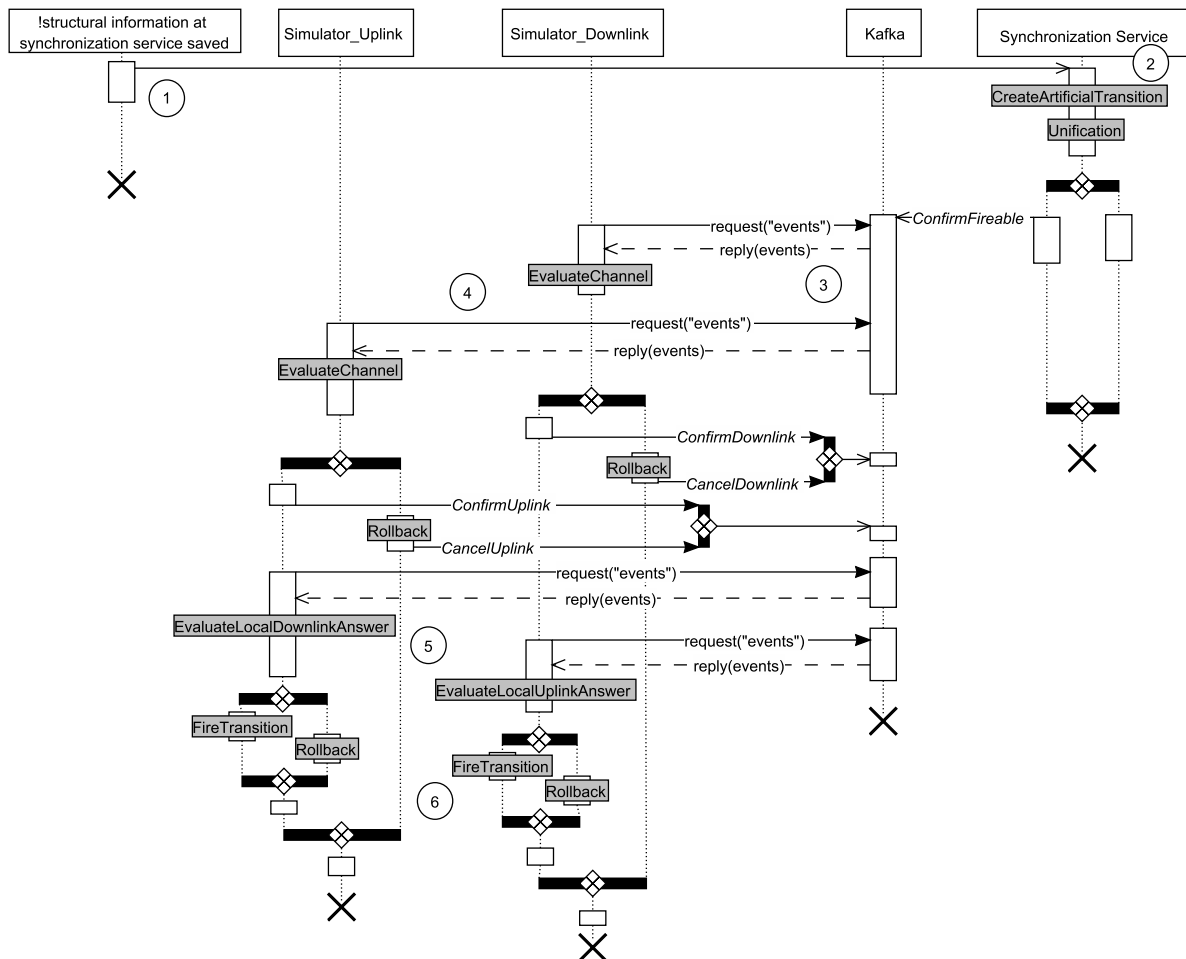 !structural information at
synchronization service saved
Simulator_Uplink
Simulator_Downlink
Kafka
Synchronization Service
1
2
CreateArtificialTransition
Unification
ConfirmFireable
request("events")
reply(events)
EvaluateChannel
3
4
request("events")
reply(events)
EvaluateChannel
ConfirmDownlink
Rollback
CancelDownlink
ConfirmUplink
Rollback
CancelUplink
request("events")
reply(events)
EvaluateLocalDownlinkAnswer
5
request("events")
reply(events)
EvaluateLocalUplinkAnswer
FireTransition
Rollback
FireTransition
Rollback
6